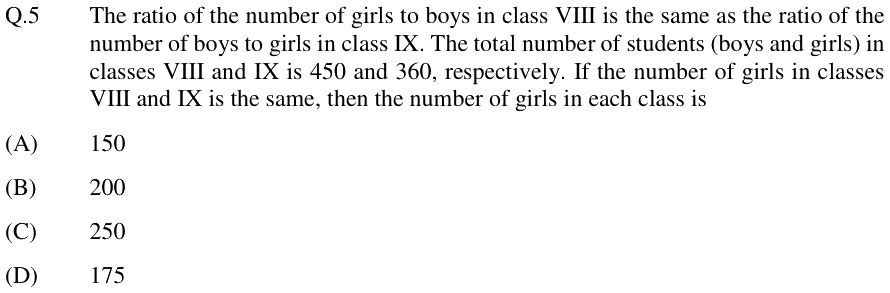 Q.5 The ratio of the number of girls to boys in class VIII is the same as the ratio of the
number of boys to girls in class IX. The total number of students (boys and girls) in
classes VIII and IX is 450 and 360, respectively. If the number of girls in classes
VIII and IX is the same, then the number of girls in each class is
(A) 150
(B) 200
(C) 250
(D) 175